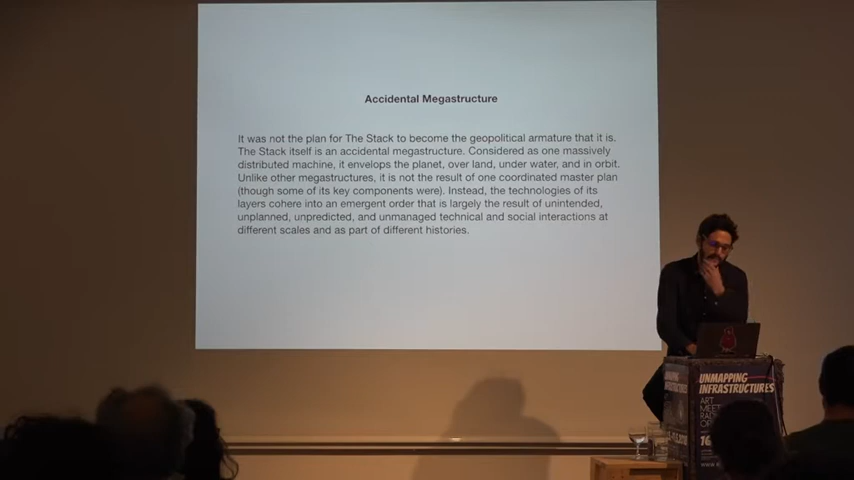 Accidental Megastructure
It was not the plan for The Stack to become the geopolitical armature that it is.
The Stack itself is an accidental megastructure. Considered as one massively
distributed machine, it envelops the planet, over land, under water, and in orbit.
Unlike other megastructures, it is not the result of one coordinated master plan
(though some of its key components were). Instead, the technologies of its
layers cohere into an emergent order that is largely the result of unintended,
unplanned, unpredicted, and unmanaged technical and social interactions at
different scales and as part of different histories.
UNMAPPING
INFRASTRUCTURES
ART